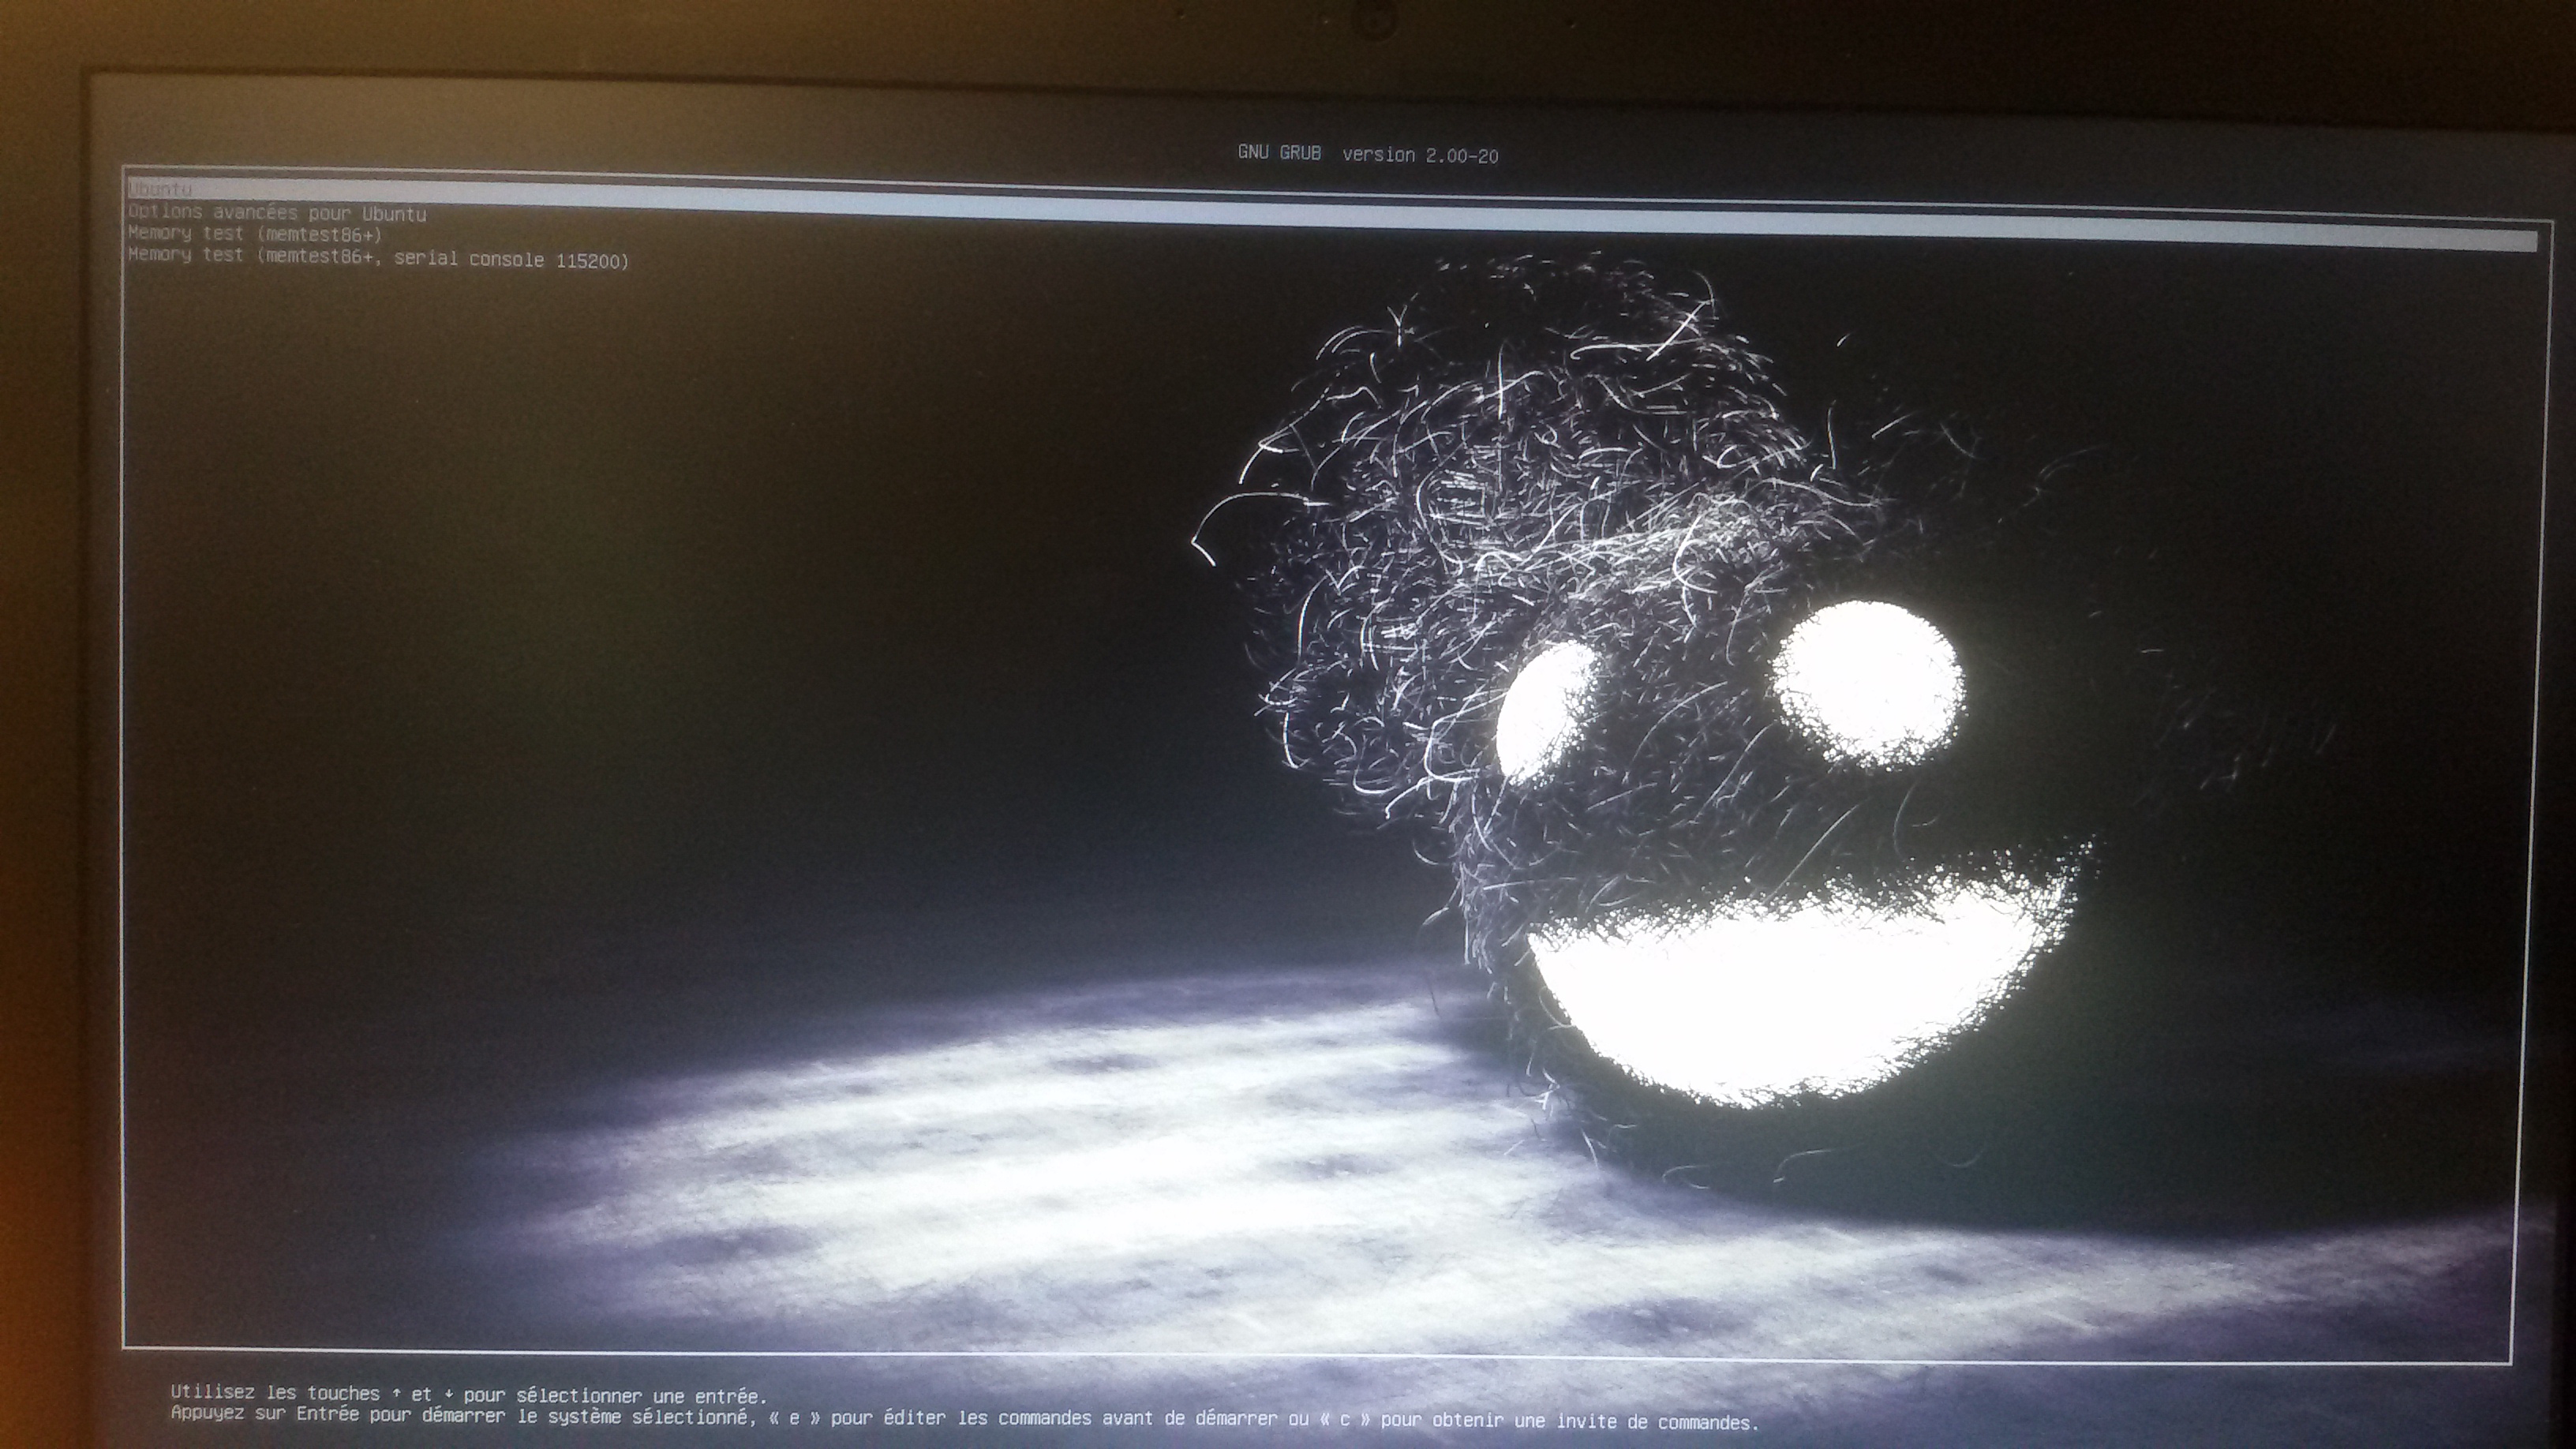 GNU GRUB version 2.00-20
Ubuntu
Options avancées pour Ubuntu
Memory test (memtest86+)
Memory test (memtest86+, serial console 115200)
Utilisez les touches ↑ et ↓ pour sélectionner une entrée.
Appuyez sur Entrée pour démarrer le système sélectionné, « e » pour éditer les commandes avant de démarrer ou « c » pour obtenir une invite de commandes.